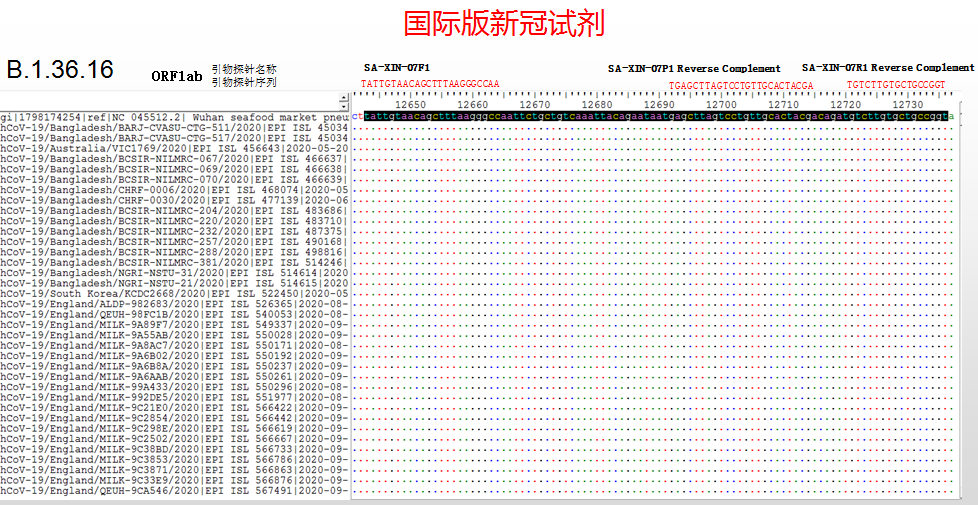 国际版新冠试剂
B.1.36.16
ORF1ab
引物探针名称
引物探针序列
SA-XIN-07F1
SA-XIN-07P1 Reverse Complement
SA-XIN-07R1 Reverse Complement
TATTGTAACAGCTTTAAGGGCCAA
TGAGCTTAGTCCTGTTGCACTACGA
TGTCTTGTGCTGCCGGT
12650 12660 12670 12680 12690 12700 12710 12720 12730
gi|1798174254|ref|NC 045512.2| Wuhan seafood market pneu
cttattgtaacagctttaagggccaattctgctgtcaaattacagaataatgagcttagtcctgttgcactacgacagatgtcttgtgctgccggta
hCoV-19/Bangladesh/BARJ-CVASU-CTG-511/2020|EPI ISL 45034
hCoV-19/Bangladesh/BARJ-CVASU-CTG-517/2020|EPI ISL 45034
hCoV-19/Australia/VIC1769/2020|EPI ISL 456643|2020-05-20
hCoV-19/Bangladesh/BCSIR-NILMRC-067/2020|EPI ISL 466637|
hCoV-19/Bangladesh/BCSIR-NILMRC-069/2020|EPI ISL 466638|
hCoV-19/Bangladesh/BCSIR-NILMRC-070/2020|EPI ISL 466639|
hCoV-19/Bangladesh/CHRF-0006/2020|EPI ISL 468074|2020-05
hCoV-19/Bangladesh/CHRF-0030/2020|EPI ISL 477139|2020-06
hCoV-19/Bangladesh/BCSIR-NILMRC-204/2020|EPI ISL 483686|
hCoV-19/Bangladesh/BCSIR-NILMRC-220/2020|EPI ISL 483710|
hCoV-19/Bangladesh/BCSIR-NILMRC-232/2020|EPI ISL 487375|
hCoV-19/Bangladesh/BCSIR-NILMRC-257/2020|EPI ISL 490168|
hCoV-19/Bangladesh/BCSIR-NILMRC-288/2020|EPI ISL 498816|
hCoV-19/Bangladesh/BCSIR-NILMRC-381/2020|EPI ISL 514246|
hCoV-19/Bangladesh/NGRI-NSTU-31/2020|EPI ISL 514614|2020
hCoV-19/Bangladesh/NGRI-NSTU-21/2020|EPI ISL 514615|2020
hCoV-19/South Korea/KCDC2668/2020|EPI ISL 522450|2020-05
hCoV-19/England/ALDP-982683/2020|EPI ISL 526365|2020-08-
hCoV-19/England/QEUH-98FC1B/2020|EPI ISL 540053|2020-08-
hCoV-19/England/MILK-9A89F7/2020|EPI ISL 549337|2020-09-
hCoV-19/England/MILK-9A55AB/2020|EPI ISL 550028|2020-09-
hCoV-19/England/MILK-9A8AC7/2020|EPI ISL 550171|2020-08-
hCoV-19/England/MILK-9A6B02/2020|EPI ISL 550192|2020-09-
hCoV-19/England/MILK-9A6B8A/2020|EPI ISL 550237|2020-09-
hCoV-19/England/MILK-9A6AAB/2020|EPI ISL 550261|2020-09-
hCoV-19/England/MILK-99A433/2020|EPI ISL 550296|2020-08-
hCoV-19/England/MILK-992DE5/2020|EPI ISL 551977|2020-08-
hCoV-19/England/MILK-9C21E0/2020|EPI ISL 566422|2020-09-
hCoV-19/England/MILK-9C2854/2020|EPI ISL 566442|2020-09-
hCoV-19/England/MILK-9C298E/2020|EPI ISL 566619|2020-09-
hCoV-19/England/MILK-9C2502/2020|EPI ISL 566667|2020-09-
hCoV-19/England/MILK-9C38BD/2020|EPI ISL 566733|2020-09-
hCoV-19/England/MILK-9C3853/2020|EPI ISL 566786|2020-09-
hCoV-19/England/MILK-9C3871/2020|EPI ISL 566863|2020-09-
hCoV-19/England/MILK-9C33E9/2020|EPI ISL 566876|2020-09-
hCoV-19/England/QEUH-9CA546/2020|EPI ISL 567491|2020-09-